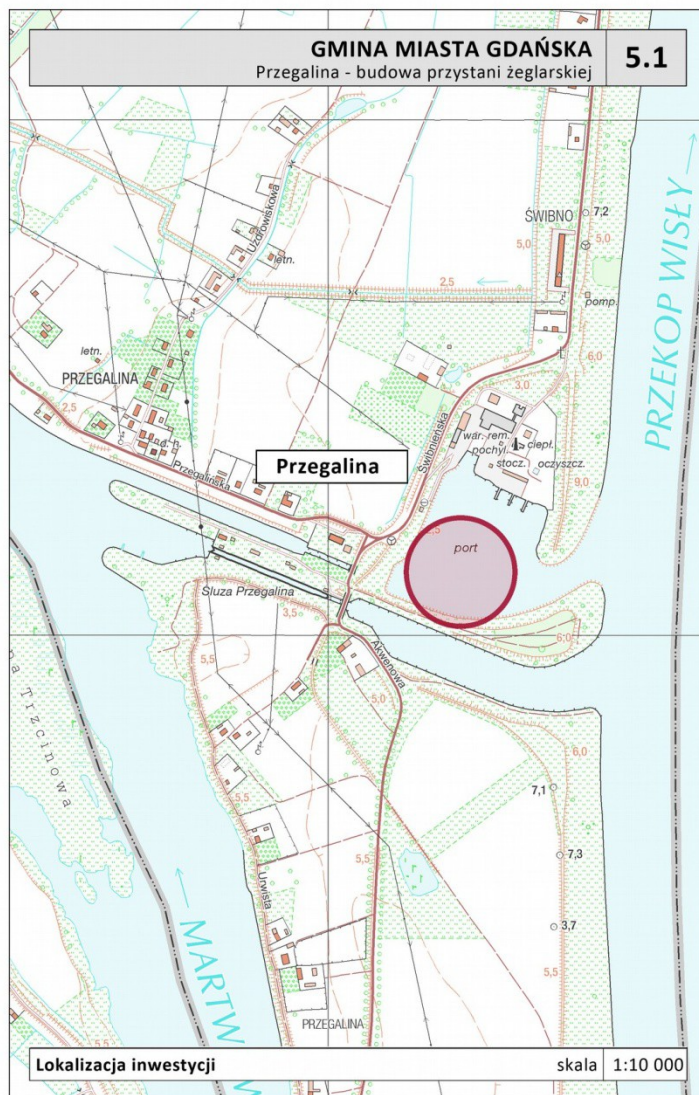 GMINA MIASTA GDAŃSKA
Przegalina - budowa przystani żeglarskiej
5.1
Uzdrowiskowa
letn.
ŚWIBNO
7,2
5,0
5,0
2,5
pomp.
PRZEKOP WISŁY
letn.
PRZEGALINA
2,5
6,0
3,0
Świbnieńska
war. rem.
pochyl.
stocz.
ciepł.
oczyszcz.
9,0
Przegalińska
Przegalina
port
Śluza Przegalina
3,5
5,5
6,0
Akwenowa
5,0
Trzcinowa
5,5
6,0
7,1
5,5
7,3
Urwista
3,7
5,5
5,5
MARTW
W
PRZEGALINA
5,5
Lokalizacja inwestycji
skala
1:10 000